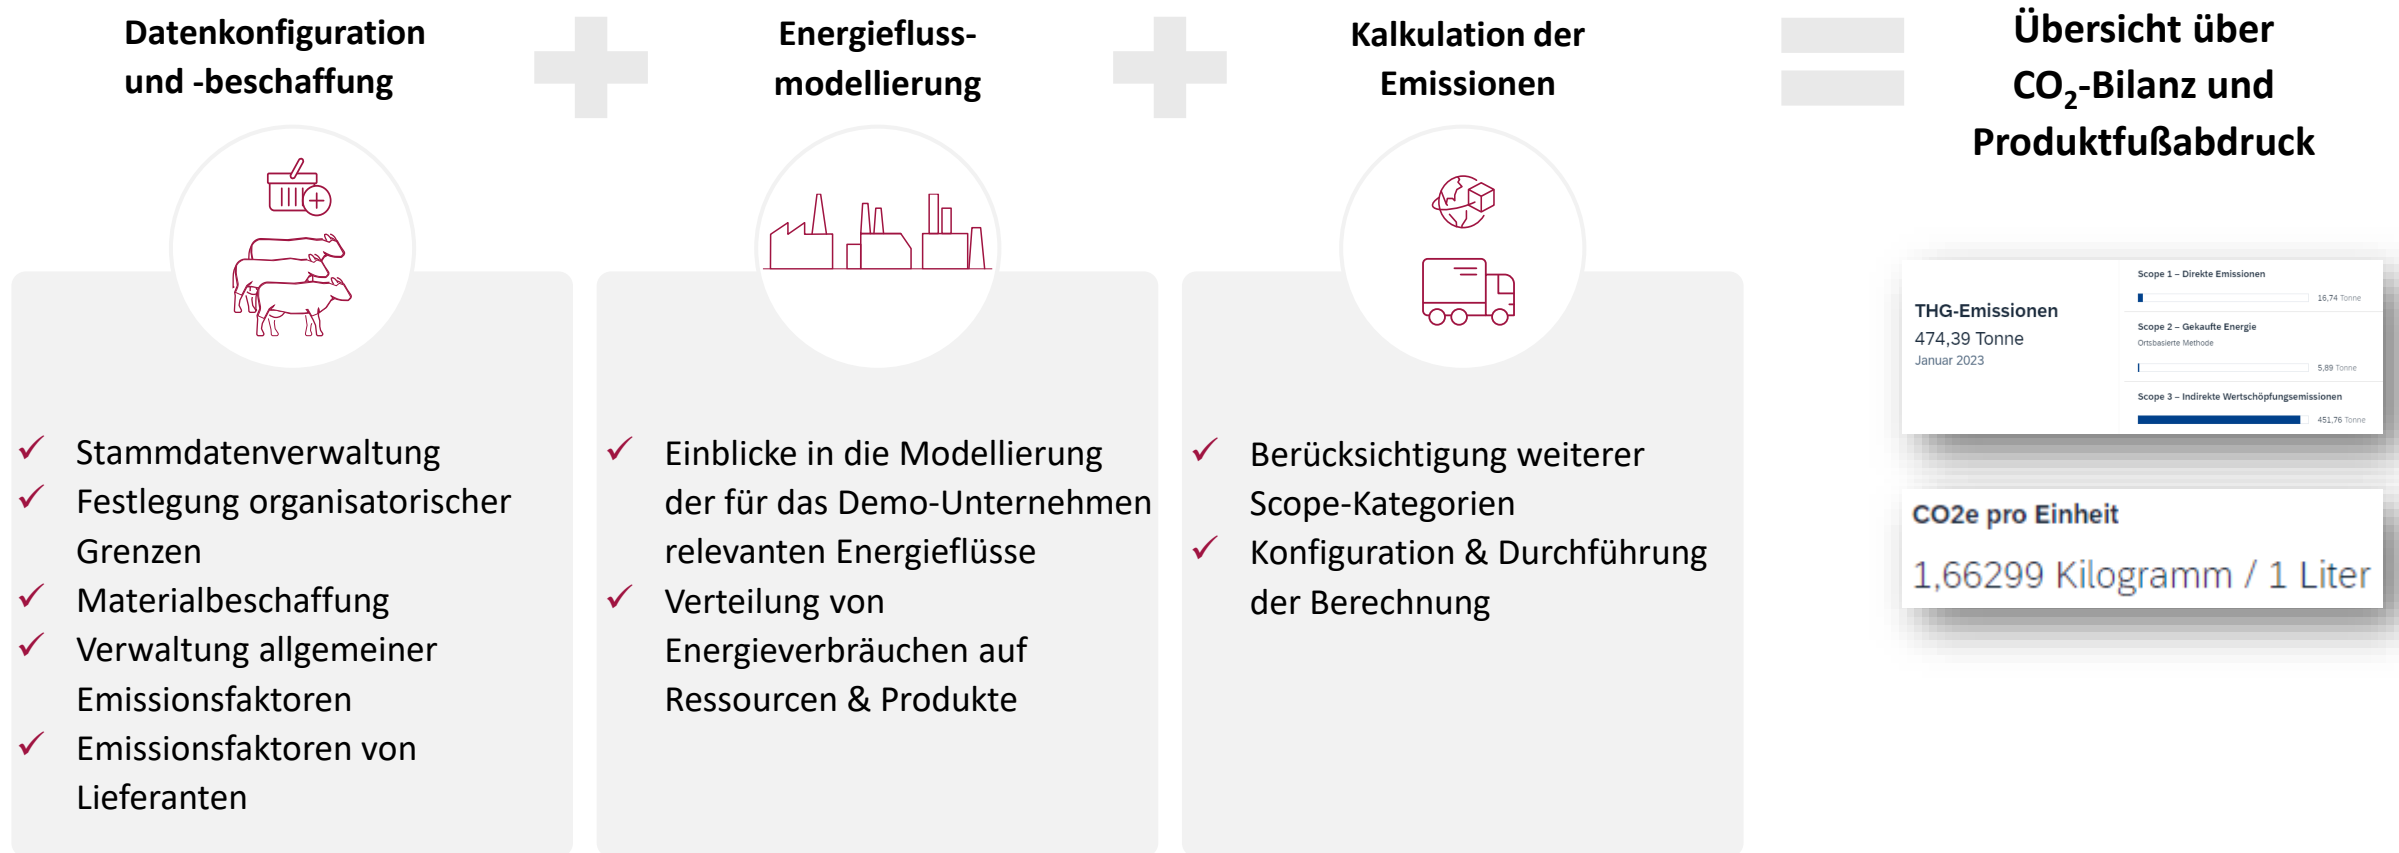 Datenkonfiguration
und -beschaffung
Energiefluss-
modellierung
Kalkulation der
Emissionen
Übersicht über
CO₂-Bilanz und
Produktfußabdruck
✓ Stammdatenverwaltung
✓ Festlegung organisatorischer
Grenzen
✓ Materialbeschaffung
✓ Verwaltung allgemeiner
Emissionsfaktoren
✓ Emissionsfaktoren von
Lieferanten
✓ Einblicke in die Modellierung
der für das Demo-Unternehmen
relevanten Energieflüsse
✓ Verteilung von
Energieverbräuchen auf
Ressourcen & Produkte
✓ Berücksichtigung weiterer
Scope-Kategorien
✓ Konfiguration & Durchführung
der Berechnung
THG-Emissionen
474,39 Tonne
Januar 2023
Scope 1 – Direkte Emissionen
16,74 Tonne
Scope 2 – Gekaufte Energie
Ortsbasierte Methode
5,89 Tonne
Scope 3 – Indirekte Wertschöpfungsemissionen
451,76 Tonne
CO2e pro Einheit
1,66299 Kilogramm / 1 Liter